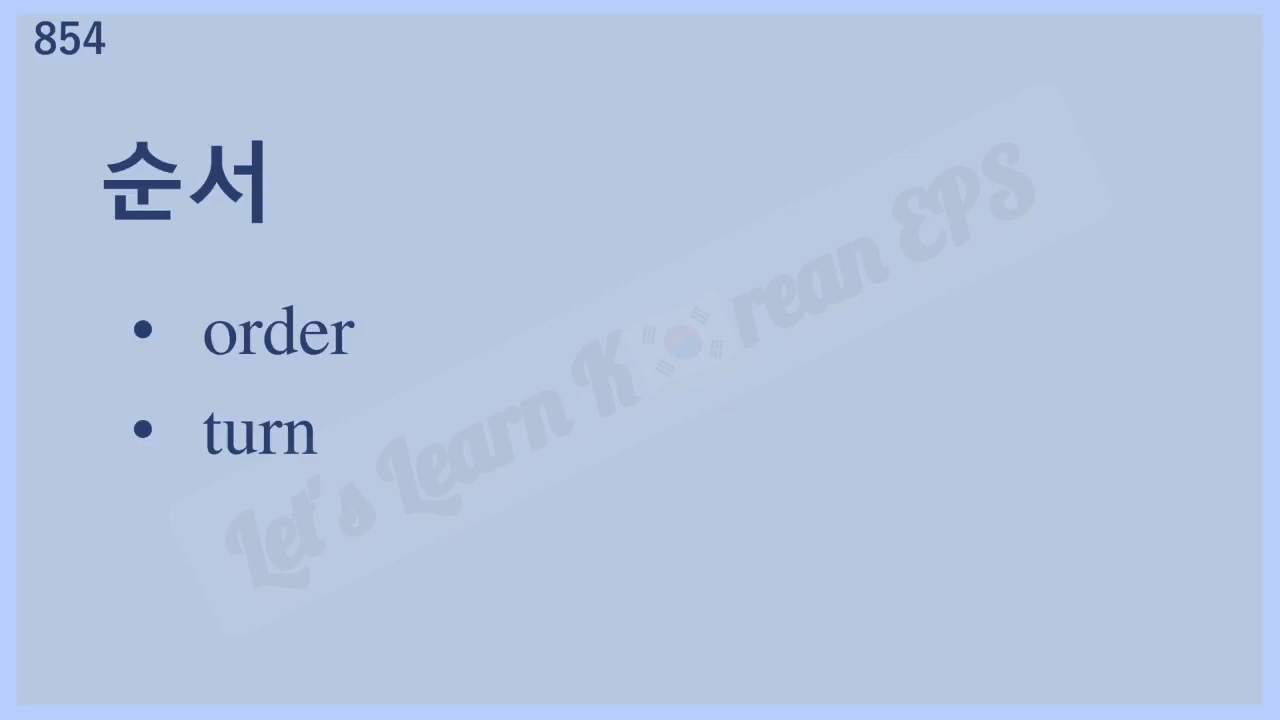 854
순서
• order
• turn
Let's Learn Korean EPS